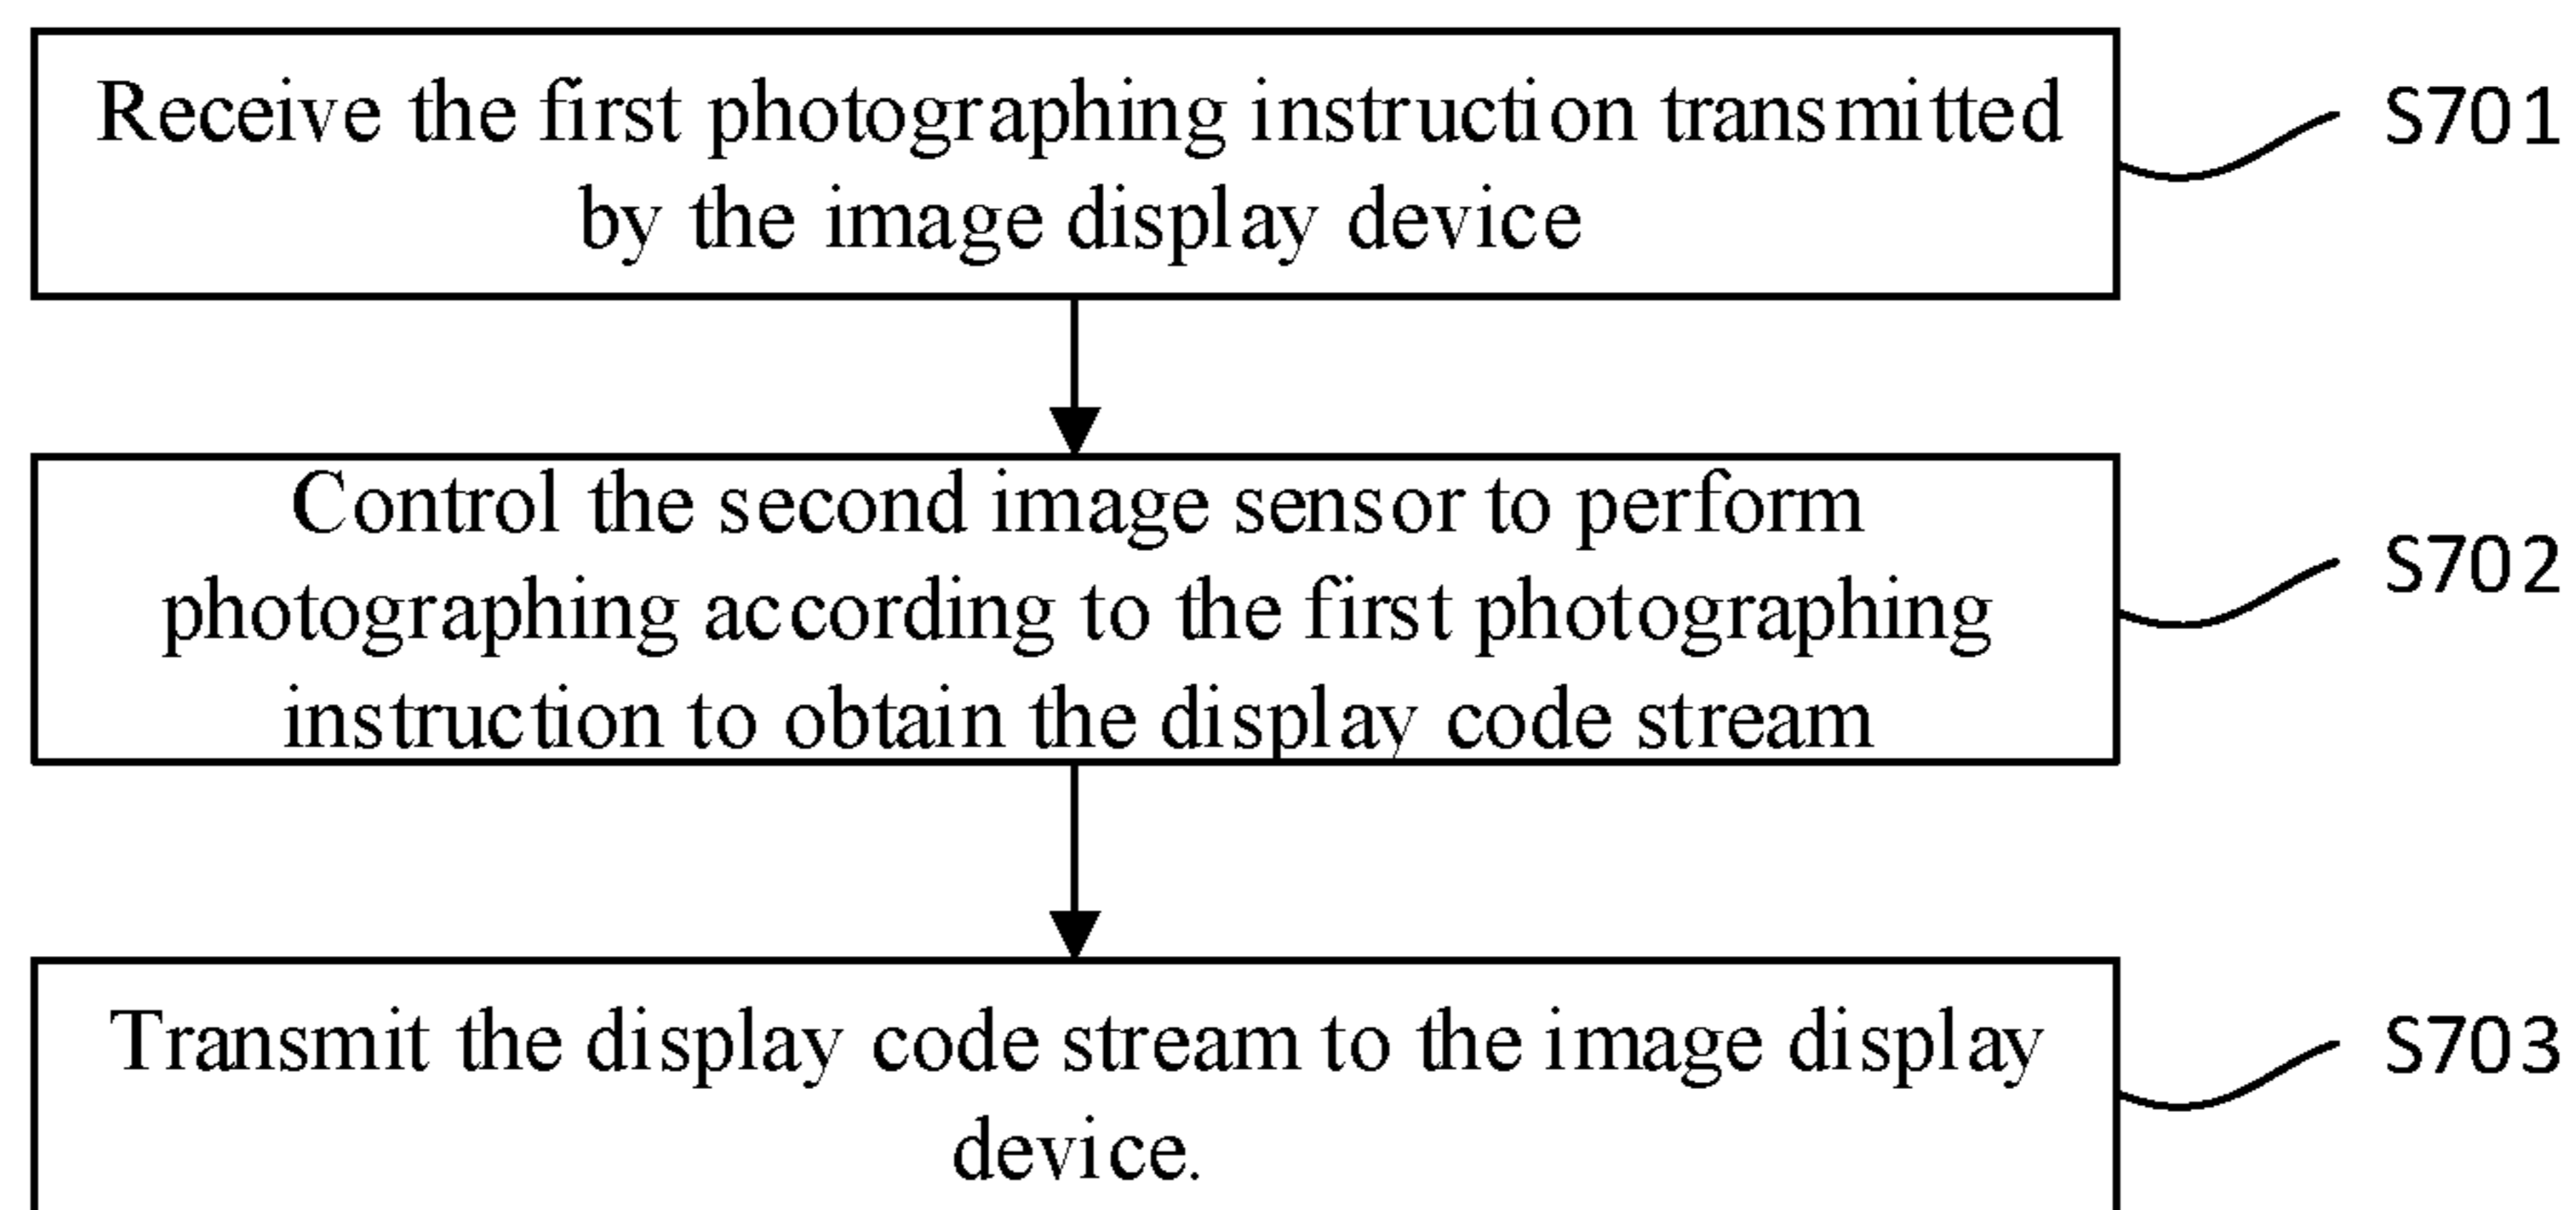 Receive the first photographing instruction transmitted
by the image display device
S701
Control the second image sensor to perform
photographing according to the first photographing
instruction to obtain the display code stream
S702
Transmit the display code stream to the image display
device.
S703